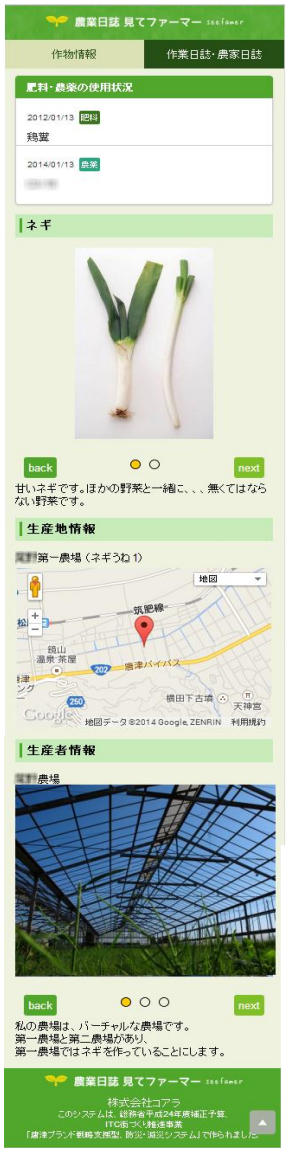 農業日誌 見てファーマー seefamer
作物情報
作業日誌・農家日誌
肥料・農薬の使用状況
2012/01/13 肥料
鶏糞
2014/01/13 農薬
ネギ
back
next
甘いネギです。ほかの野菜と一緒に、、、無くてはなら
ない野菜です。
生産地情報
第一農場(ネギうね1)
地図
筑肥線
鏡山
温泉茶屋
202
唐津バイパス
250
横田下古墳
天神宮
Google
地図データ ©2014 Google, ZENRIN 利用規約
生産者情報
農場
back
next
私の農場は、バーチャルな農場です。
第一農場と第二農場があり、
第一農場ではネギを作っていることにします。
農業日誌 見てファーマー seefamer
株式会社コアラ
このシステムは、総務省平成24年度補正予算、
ICT街づくり推進事業
「唐津ブランド戦略支援型、防災・減災システム」で作られました。